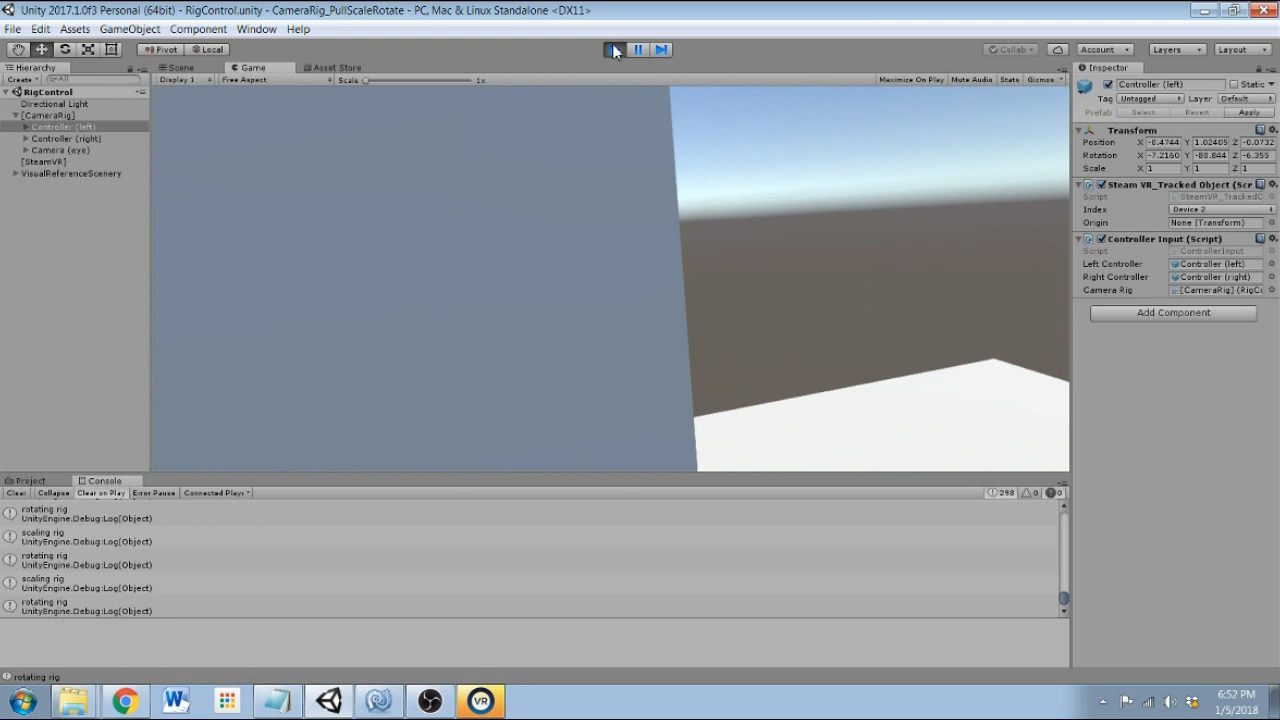 Unity 2017.1.0f3 Personal (64bit) - RigControl.unity - CameraRig_PullScaleRotate - PC, Mac & Linux Standalone <DX11>
File Edit Assets GameObject Component Window Help
Pivot Local Collab Account Layers Layout
Hierarchy
Create All
RigControl
Directional Light
[CameraRig]
Controller (left)
Controller (right)
Camera (eye)
[SteamVR]
VisualReferenceScenery
Scene Game Asset Store
Display 1 Free Aspect Scale 1x Maximize On Play Mute Audio Stats Gizmos
Inspector
Controller (left) Static
Tag Untagged Layer Default
Prefab Select Revert Apply
Transform
Position X -0.4744 Y 1.02405 Z -0.0732
Rotation X -7.2160 Y -80.844 Z -6.355
Scale X 1 Y 1 Z 1
Steam VR_Tracked Object (Scr
Script SteamVR_TrackedO
Index Device 2
Origin None (Transform)
Controller Input (Script)
Script ControllerInput
Left Controller Controller (left)
Right Controller Controller (right)
Camera Rig [CameraRig] (RigCo
Add Component
Project Console
Clear Collapse Clear on Play Error Pause Connected Playe 298 0 0
rotating rig
UnityEngine.Debug:Log(Object)
scaling rig
UnityEngine.Debug:Log(Object)
rotating rig
UnityEngine.Debug:Log(Object)
scaling rig
UnityEngine.Debug:Log(Object)
rotating rig
UnityEngine.Debug:Log(Object)
rotating rig
W VR
6:52 PM
1/5/2018